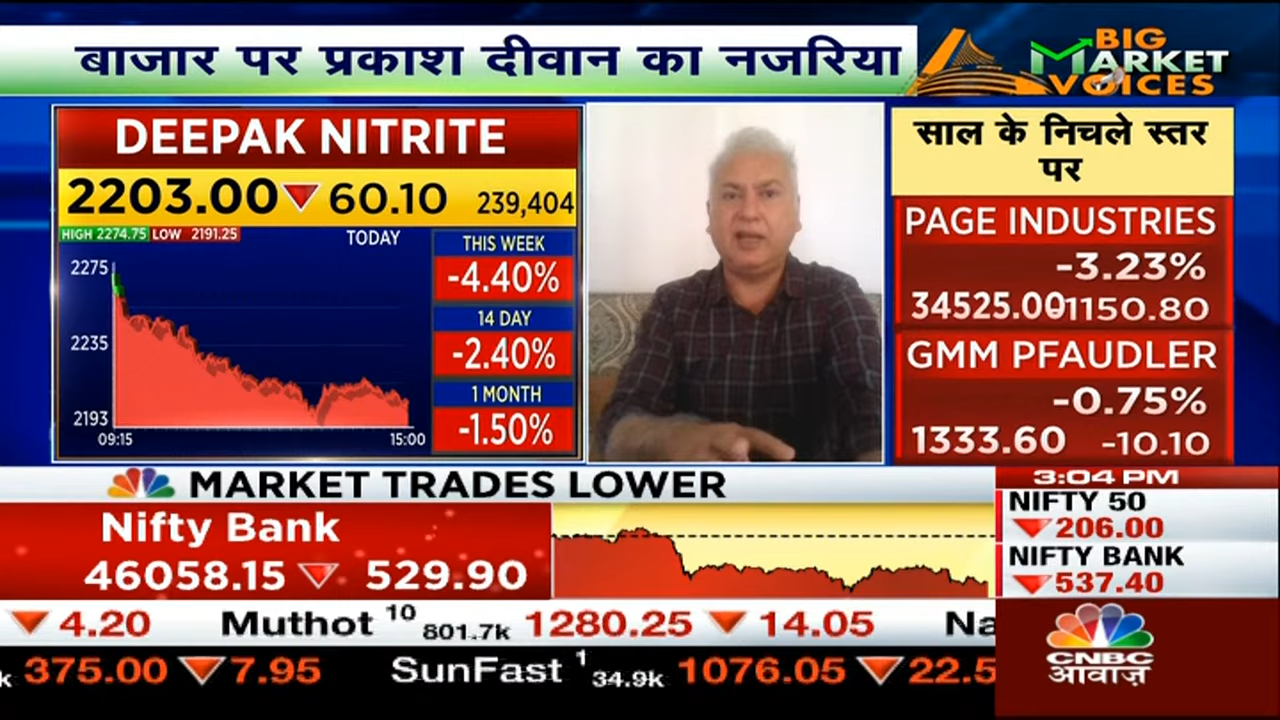 बाजार पर प्रकाश दीवान का नजरिया
BIG
MARKET
VOICES
DEEPAK NITRITE
2203.00 60.10 239,404
HIGH 2274.75 LOW 2191.25
TODAY
2275
2235
2193
09:15 15:00
THIS WEEK
-4.40%
14 DAY
-2.40%
1 MONTH
-1.50%
साल के निचले स्तर
पर
PAGE INDUSTRIES
-3.23%
34525.00 -1150.80
GMM PFAUDLER
-0.75%
1333.60 -10.10
MARKET TRADES LOWER
Nifty Bank
46058.15 529.90
3:04 PM
NIFTY 50
206.00
NIFTY BANK
537.40
4.20 Muthot 10 801.7k 1280.25 14.05 Na
k 375.00 7.95 SunFast 1 34.9k 1076.05 22.5
CNBC
आवाज़